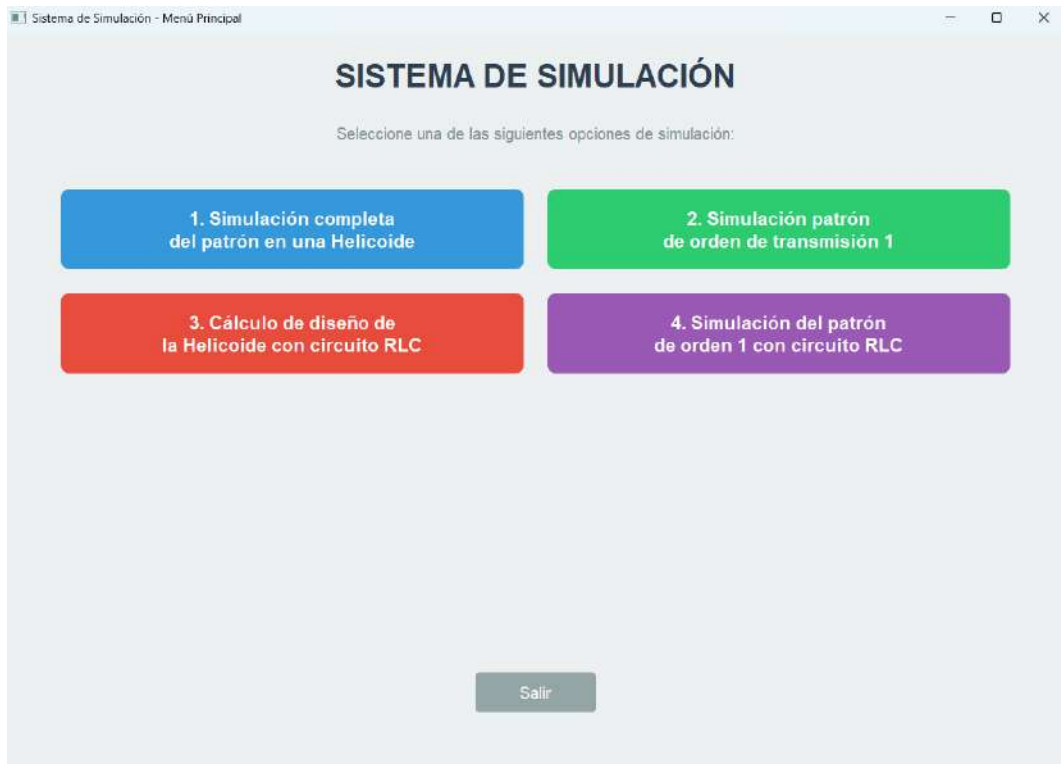 Sistema de Simulación - Menú Principal
SISTEMA DE SIMULACIÓN
Seleccione una de las siguientes opciones de simulación:
1. Simulación completa
del patrón en una Helicoide
2. Simulación patrón
de orden de transmisión 1
3. Cálculo de diseño de
la Helicoide con circuito RLC
4. Simulación del patrón
de orden 1 con circuito RLC
Salir